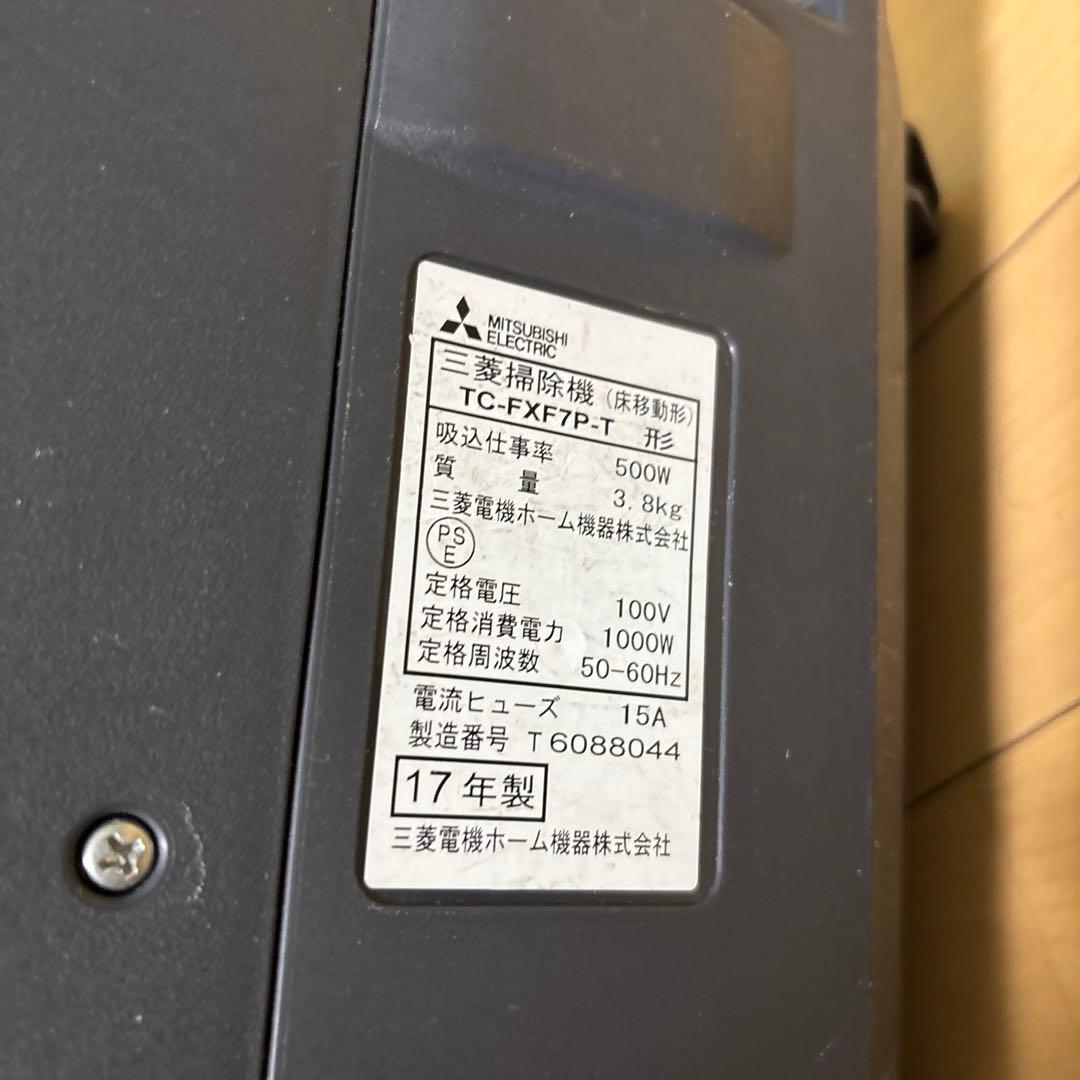 MITSUBISHI
ELECTRIC
三菱掃除機(床移動形)
TC-FXF7P-T 形
吸込仕事率 500W
質量 3.8kg
三菱電機ホーム機器株式会社
PS
E
定格電圧 100V
定格消費電力 1000W
定格周波数 50-60Hz
電流ヒューズ 15A
製造番号 T6088044
17年製
三菱電機ホーム機器株式会社